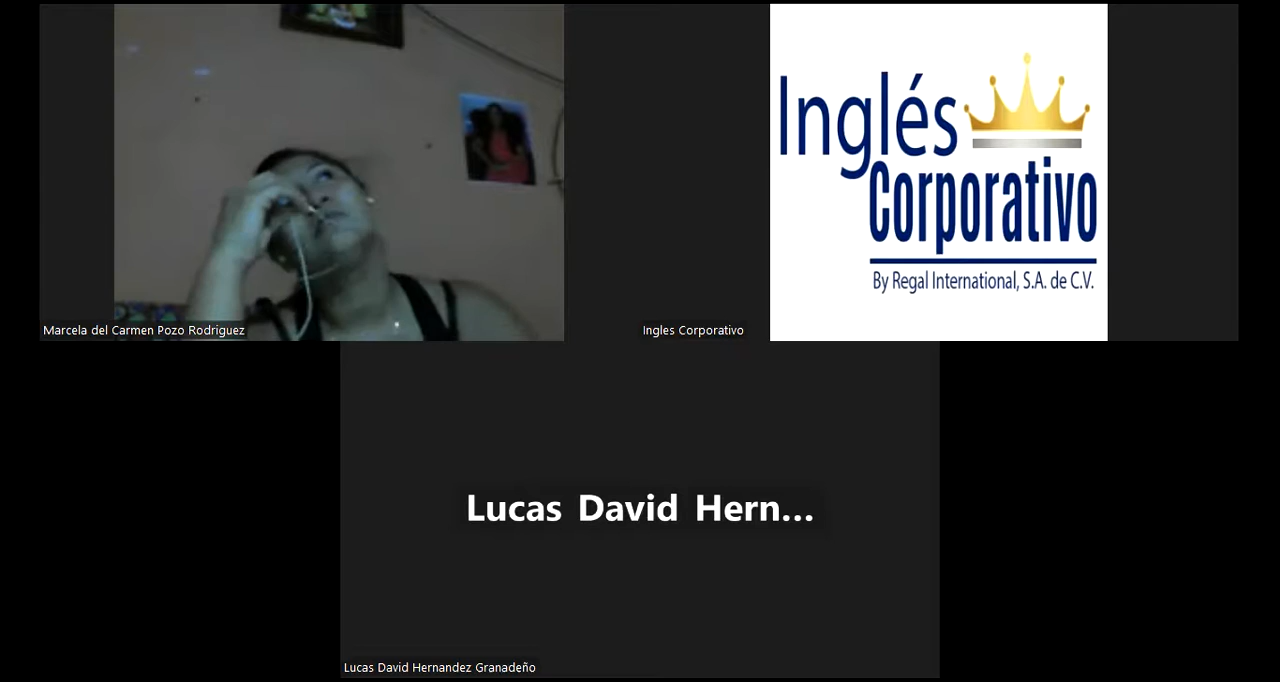 Inglés
Corporativo
By Regal International, S.A. de C.V.
Marcela del Carmen Pozo Rodriguez
Ingles Corporativo
Lucas David Hern...
Lucas David Hernandez Granadeño